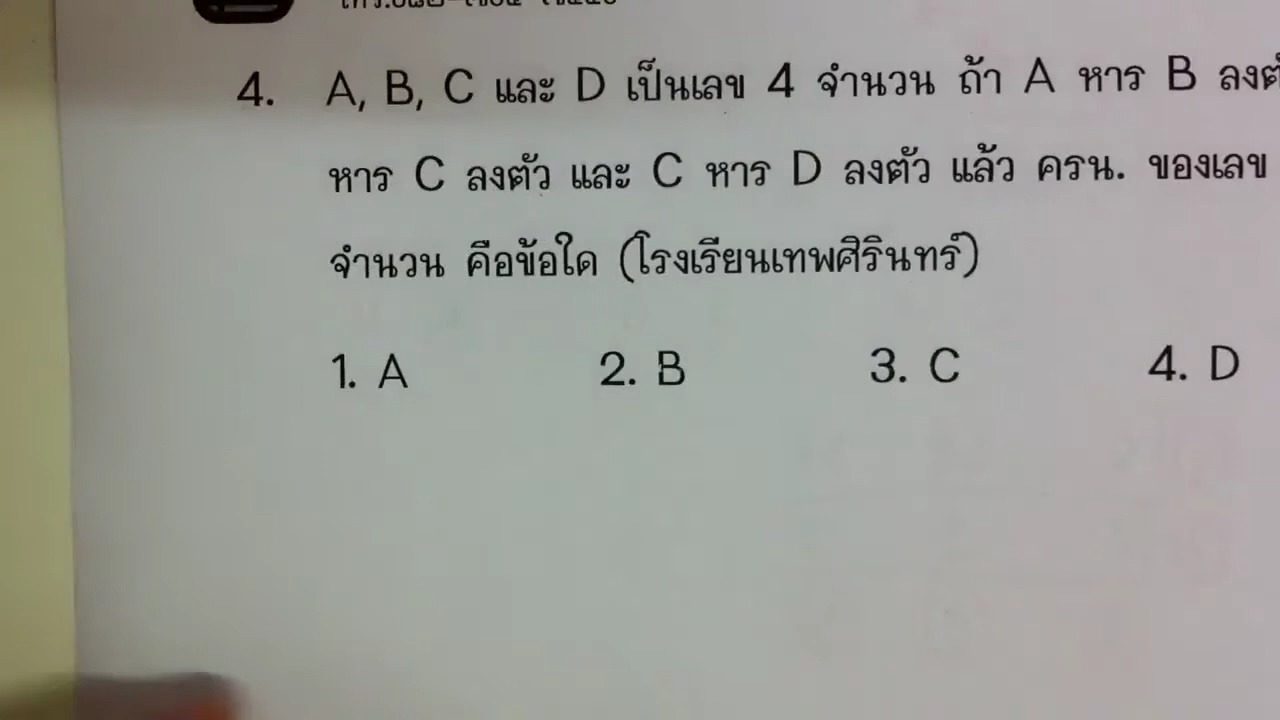 4. A, B, C และ D เป็นเลข 4 จำนวน ถ้า A หาร B
หาร C ลงตัว และ C หาร D ลงตัว แล้ว ครน. ของเลข
จำนวน คือข้อใด (โรงเรียนเทพศิรินทร์)
1. A 2. B 3. C 4. D